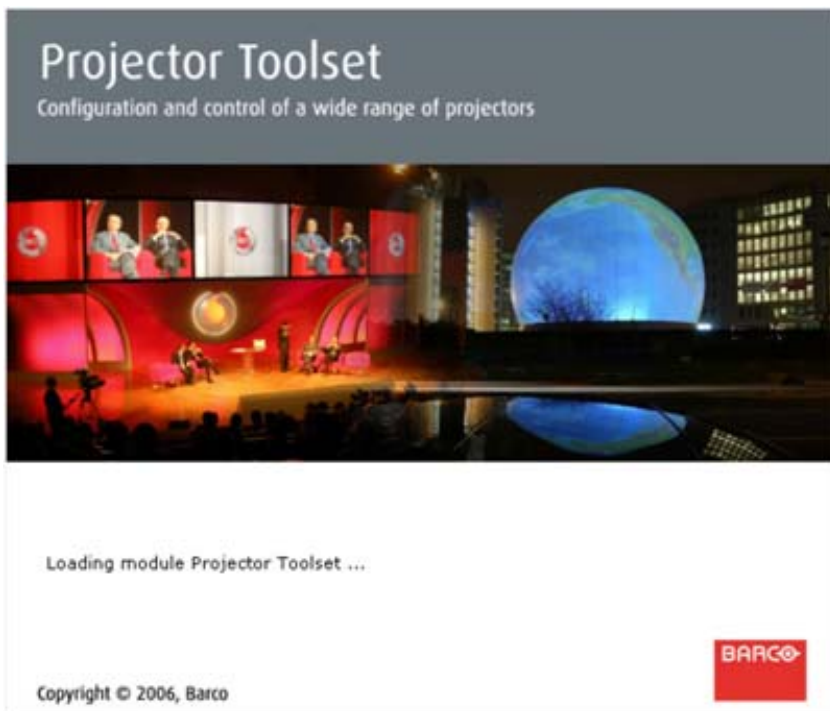 Projector Toolset
Configuration and control of a wide range of projectors
Loading module Projector Toolset ...
BARCO
Copyright © 2006, Barco